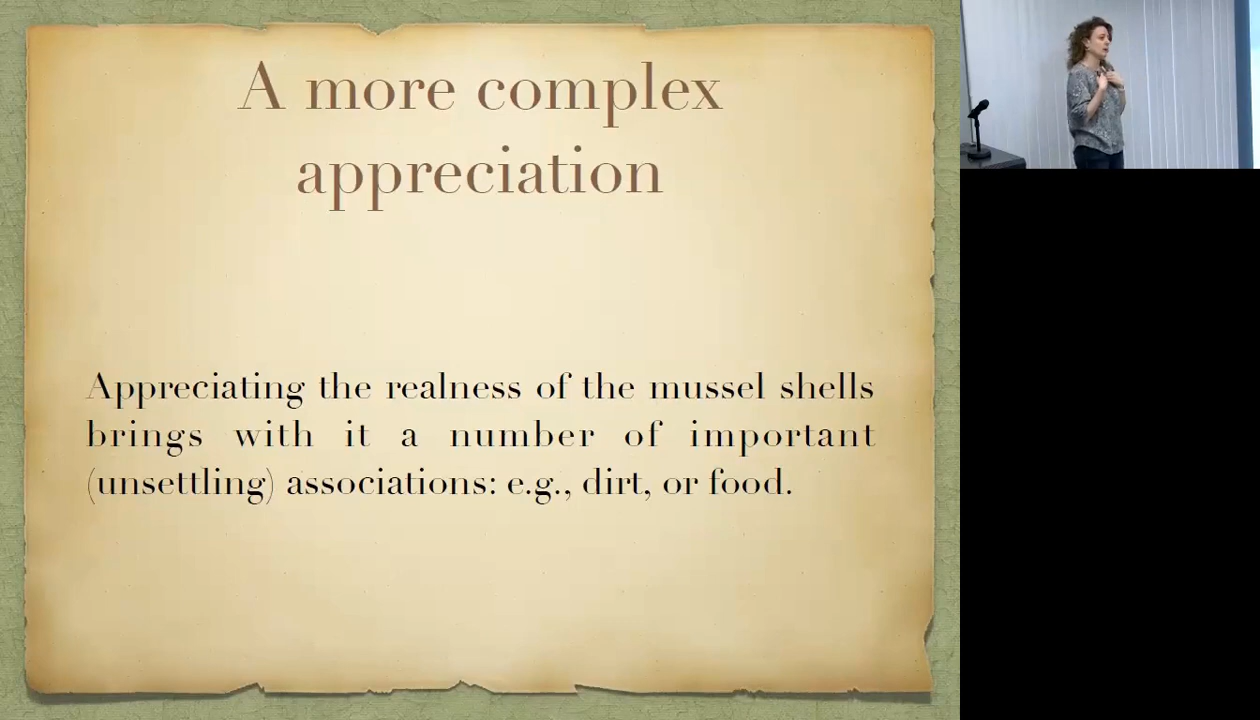 A more complex
appreciation
Appreciating the realness of the mussel shells
brings with it a number of important
(unsettling) associations: e.g., dirt, or food.